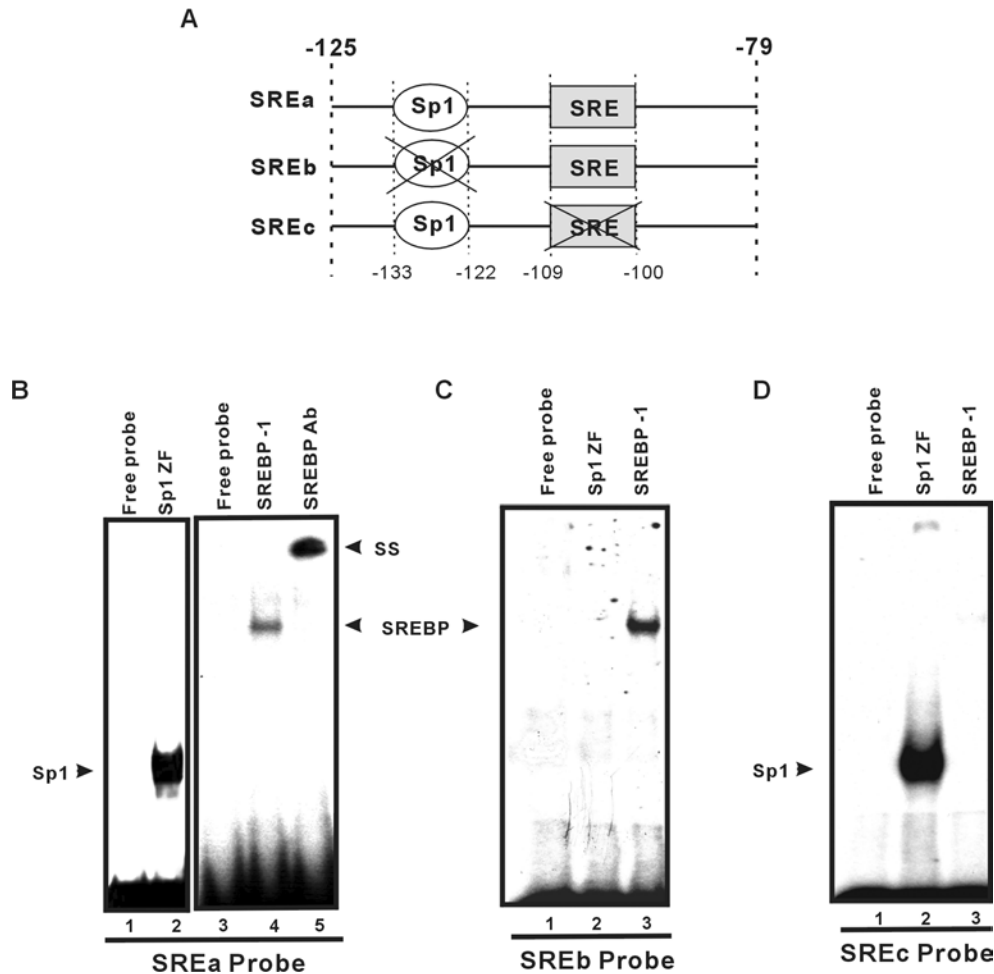 A
-125 -79
SREa Sp1 SRE
SREb Sp1 SRE
SREc Sp1 SRE
-133 -122 -109 -100
B
Free probe
Sp1 ZF
Free probe
SREBP -1
SREBP Ab
SS
SREBP
Sp1
1 2 3 4 5
SREa Probe
C
Free probe
Sp1 ZF
SREBP -1
1 2 3
SREb Probe
D
Free probe
Sp1 ZF
SREBP -1
Sp1
1 2 3
SREc Probe